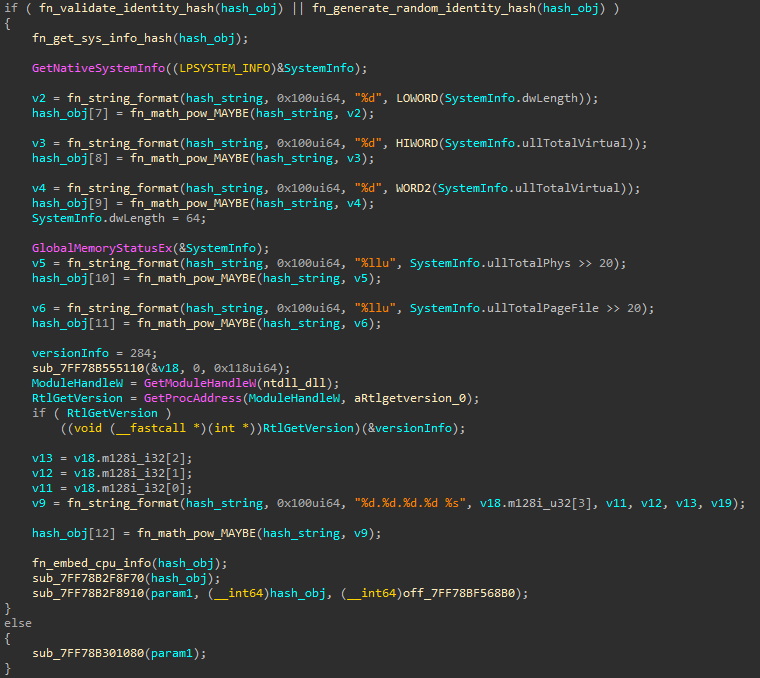 if ( fn_validate_identity_hash(hash_obj) || fn_generate_random_identity_hash(hash_obj) )
{
fn_get_sys_info_hash(hash_obj);
GetNativeSystemInfo((LPSYSTEM_INFO)&SystemInfo);
v2 = fn_string_format(hash_string, 0x100ui64, "%d", LOWORD(SystemInfo.dwLength));
hash_obj[7] = fn_math_pow_MAYBE(hash_string, v2);
v3 = fn_string_format(hash_string, 0x100ui64, "%d", HIWORD(SystemInfo.ullTotalVirtual));
hash_obj[8] = fn_math_pow_MAYBE(hash_string, v3);
v4 = fn_string_format(hash_string, 0x100ui64, "%d", WORD2(SystemInfo.ullTotalVirtual));
hash_obj[9] = fn_math_pow_MAYBE(hash_string, v4);
SystemInfo.dwLength = 64;
GlobalMemoryStatusEx(&SystemInfo);
v5 = fn_string_format(hash_string, 0x100ui64, "%llu", SystemInfo.ullTotalPhys >> 20);
hash_obj[10] = fn_math_pow_MAYBE(hash_string, v5);
v6 = fn_string_format(hash_string, 0x100ui64, "%llu", SystemInfo.ullTotalPageFile >> 20);
hash_obj[11] = fn_math_pow_MAYBE(hash_string, v6);
versionInfo = 284;
sub_7FF78B555110(&v18, 0, 0x118ui64);
ModuleHandleW = GetModuleHandleW(ntdll_dll);
RtlGetVersion = GetProcAddress(ModuleHandleW, aRtlgetversion_0);
if ( RtlGetVersion )
((void (__fastcall *)(int *))RtlGetVersion)(&versionInfo);
v13 = v18.m128i_i32[2];
v12 = v18.m128i_i32[1];
v11 = v18.m128i_i32[0];
v9 = fn_string_format(hash_string, 0x100ui64, "%d.%d.%d.%d %s", v18.m128i_u32[3], v11, v12, v13, v19);
hash_obj[12] = fn_math_pow_MAYBE(hash_string, v9);
fn_embed_cpu_info(hash_obj);
sub_7FF78B2F8F70(hash_obj);
sub_7FF78B2F8910(param1, (__int64)hash_obj, (__int64)off_7FF78BF568B0);
}
else
{
sub_7FF78B301080(param1);
}